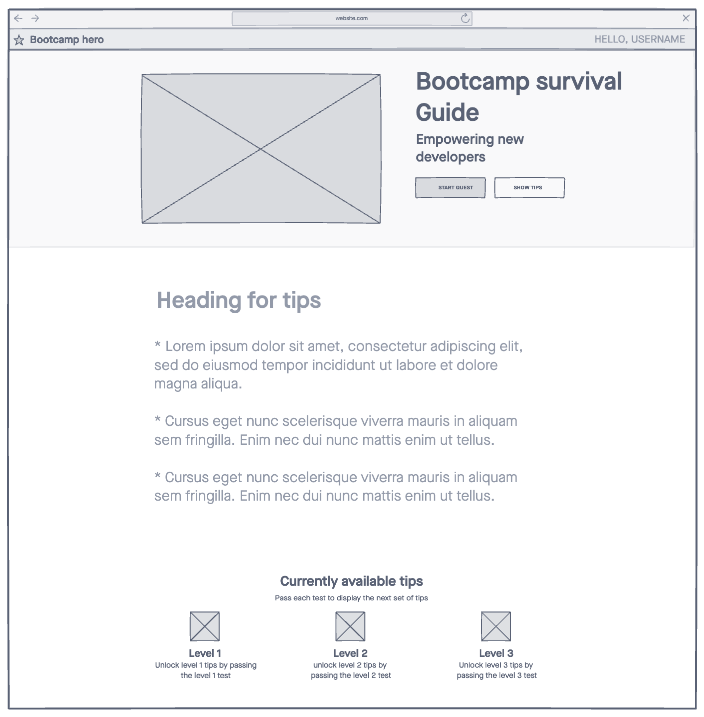 website.com
Bootcamp hero
HELLO, USERNAME
Bootcamp survival
Guide
Empowering new
developers
START QUEST
SHOW TIPS
Heading for tips
* Lorem ipsum dolor sit amet, consectetur adipiscing elit,
sed do eiusmod tempor incididunt ut labore et dolore
magna aliqua.
* Cursus eget nunc scelerisque viverra mauris in aliquam
sem fringilla. Enim nec dui nunc mattis enim ut tellus.
* Cursus eget nunc scelerisque viverra mauris in aliquam
sem fringilla. Enim nec dui nunc mattis enim ut tellus.
Currently available tips
Pass each test to display the next set of tips
Level 1
Unlock level 1 tips by passing
the level 1 test
Level 2
unlock level 2 tips by
passing the level 2 test
Level 3
Unlock level 3 tips by
passing the level 3 test